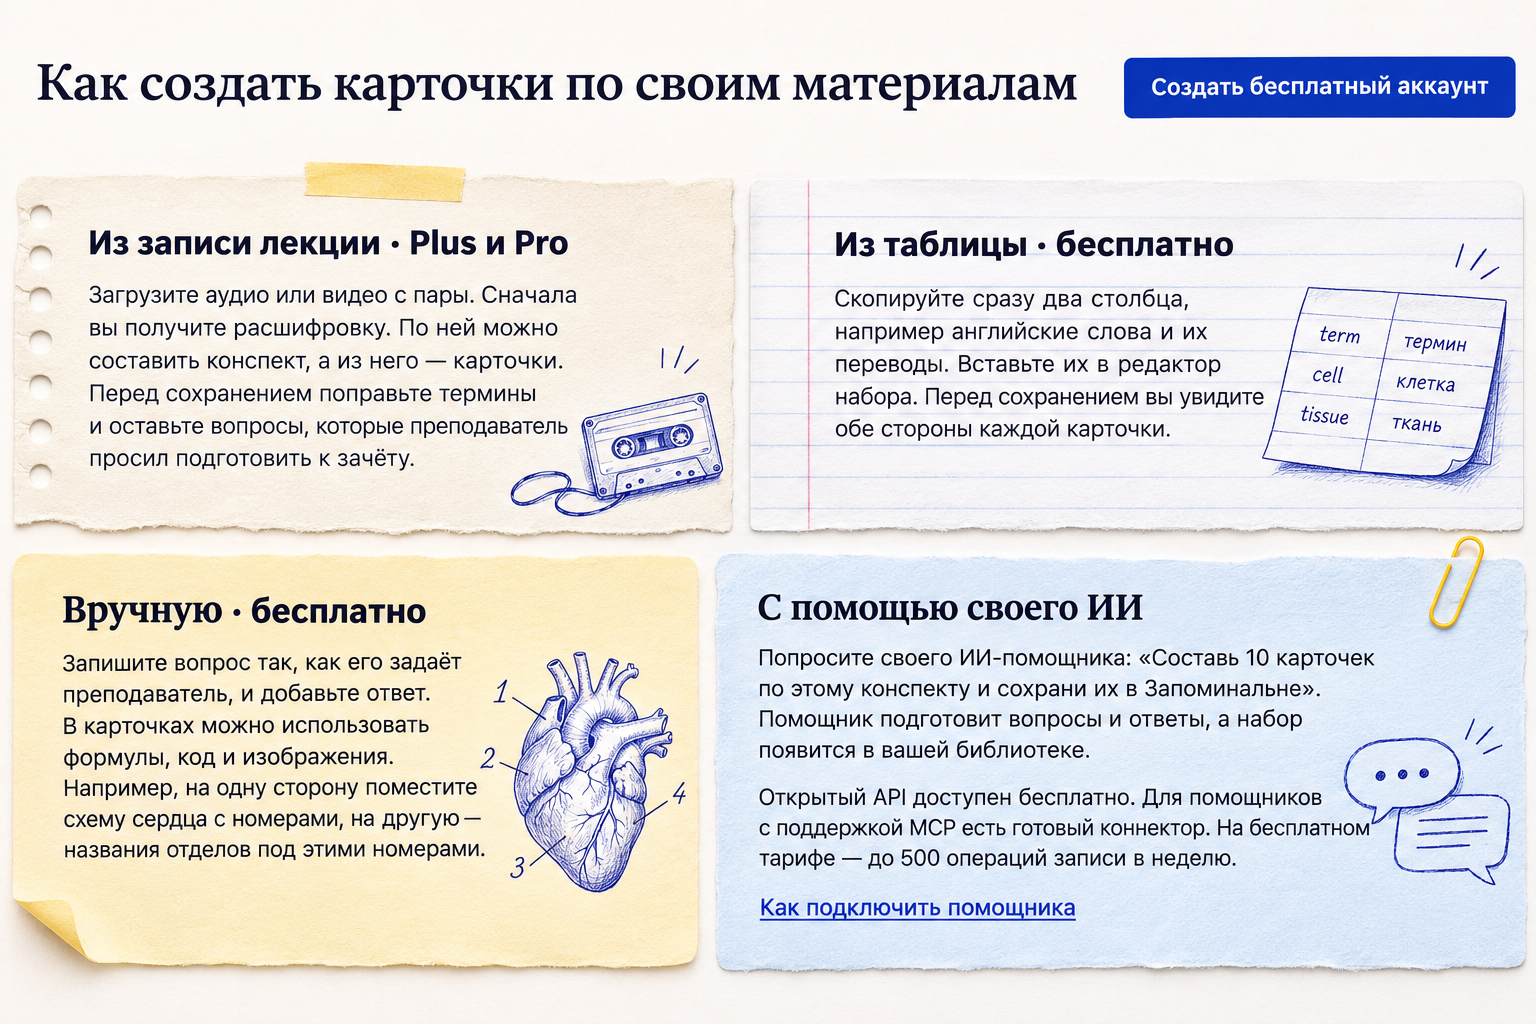 Как создать карточки по своим материалам
Создать бесплатный аккаунт
Из записи лекции · Plus и Pro
Загрузите аудио или видео с пары. Сначала
вы получите расшифровку. По ней можно
составить конспект, а из него — карточки.
Перед сохранением поправьте термины
и оставьте вопросы, которые преподаватель
просил подготовить к зачёту.
Из таблицы · бесплатно
Скопируйте сразу два столбца,
например английские слова и их
переводы. Вставьте их в редактор
набора. Перед сохранением вы увидите
обе стороны каждой карточки.
term термин
cell клетка
tissue ткань
Вручную · бесплатно
Запишите вопрос так, как его задаёт
преподаватель, и добавьте ответ.
В карточках можно использовать
формулы, код и изображения.
Например, на одну сторону поместите
схему сердца с номерами, на другую —
названия отделов под этими номерами.
1
2
3
4
С помощью своего ИИ
Попросите своего ИИ-помощника: «Составь 10 карточек
по этому конспекту и сохрани их в Запоминальне».
Помощник подготовит вопросы и ответы, а набор
появится в вашей библиотеке.
Открытый API доступен бесплатно. Для помощников
с поддержкой MCP есть готовый коннектор. На бесплатном
тарифе — до 500 операций записи в неделю.
Как подключить помощника